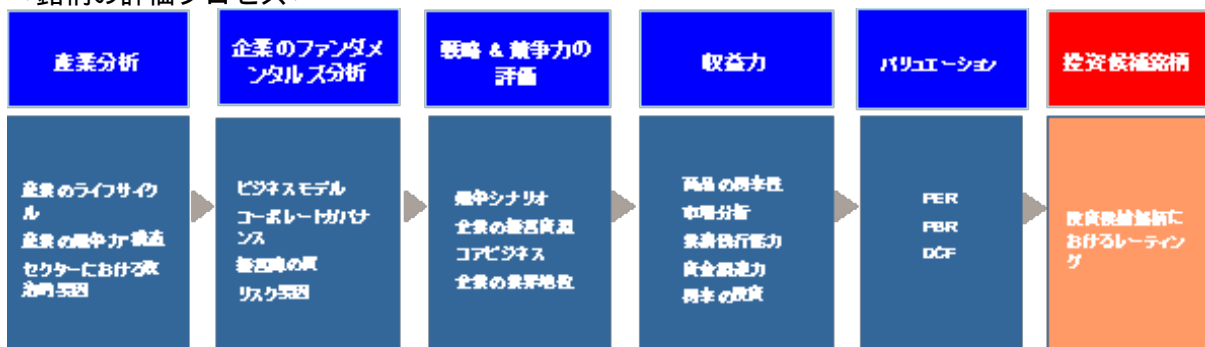 銘柄の評価プロセス
産業分析
企業のファンダメ
ンタルズ分析
戦略 & 競争力の
評価
収益力
バリュエーション
投資候補銘柄
産業のライフサイク
ル
産業の競争力・構造
セクターにおける政
治的要因
ビジネスモデル
コーポレートガバナ
ンス
経営陣の質
リスク要因
競争シナリオ
企業の経営資源
コアビジネス
企業の業界地位
商品の利率性
市場分析
業務執行能力
資金調達力
PER
PBR
DCF
投資候補銘柄に
おけるレーティン
グ